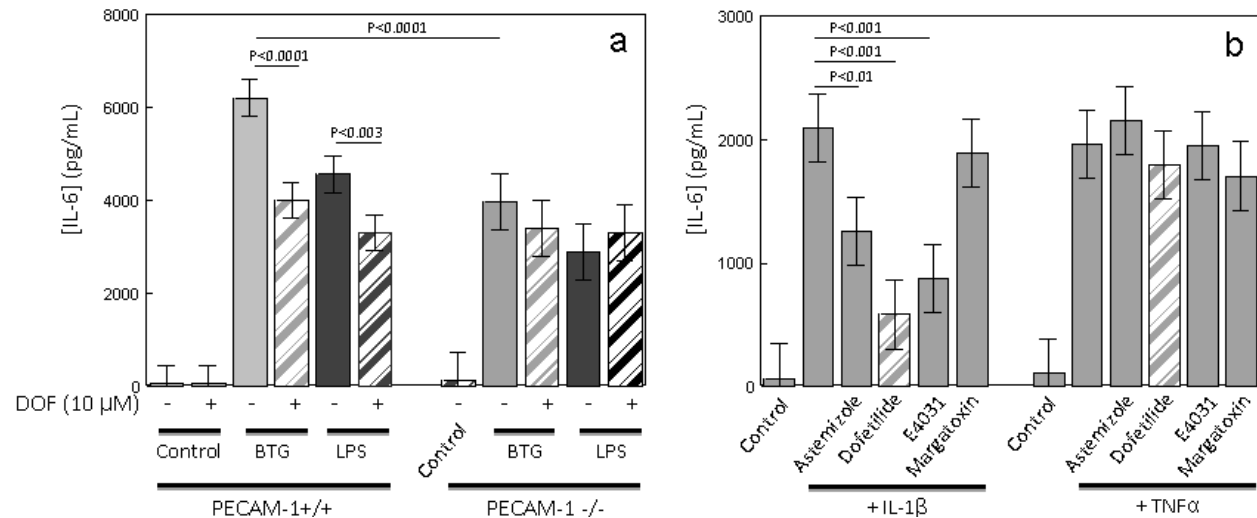 a
8000
6000
4000
2000
0
[IL-6] (pg/mL)
P<0.0001
P<0.0001
P<0.003
DOF (10 µM) - + - + - + - - + - +
Control BTG LPS Control BTG LPS
PECAM-1+/+ PECAM-1 -/-
b
3000
2000
1000
0
[IL-6] (pg/mL)
P<0.001
P<0.001
P<0.01
Control Astemizole Dofetilide E4031 Margatoxin Control Astemizole Dofetilide E4031 Margatoxin
+ IL-1β + TNFα